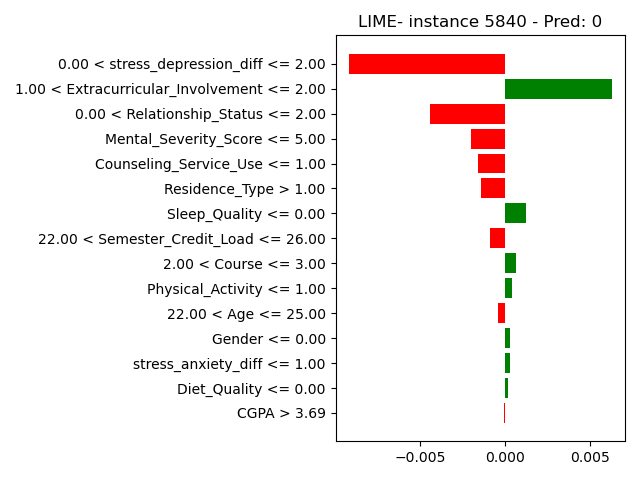 LIME- instance 5840 - Pred: 0
0.00 < stress_depression_diff <= 2.00
1.00 < Extracurricular_Involvement <= 2.00
0.00 < Relationship_Status <= 2.00
Mental_Severity_Score <= 5.00
Counseling_Service_Use <= 1.00
Residence_Type > 1.00
Sleep_Quality <= 0.00
22.00 < Semester_Credit_Load <= 26.00
2.00 < Course <= 3.00
Physical_Activity <= 1.00
22.00 < Age <= 25.00
Gender <= 0.00
stress_anxiety_diff <= 1.00
Diet_Quality <= 0.00
CGPA > 3.69
−0.005 0.000 0.005